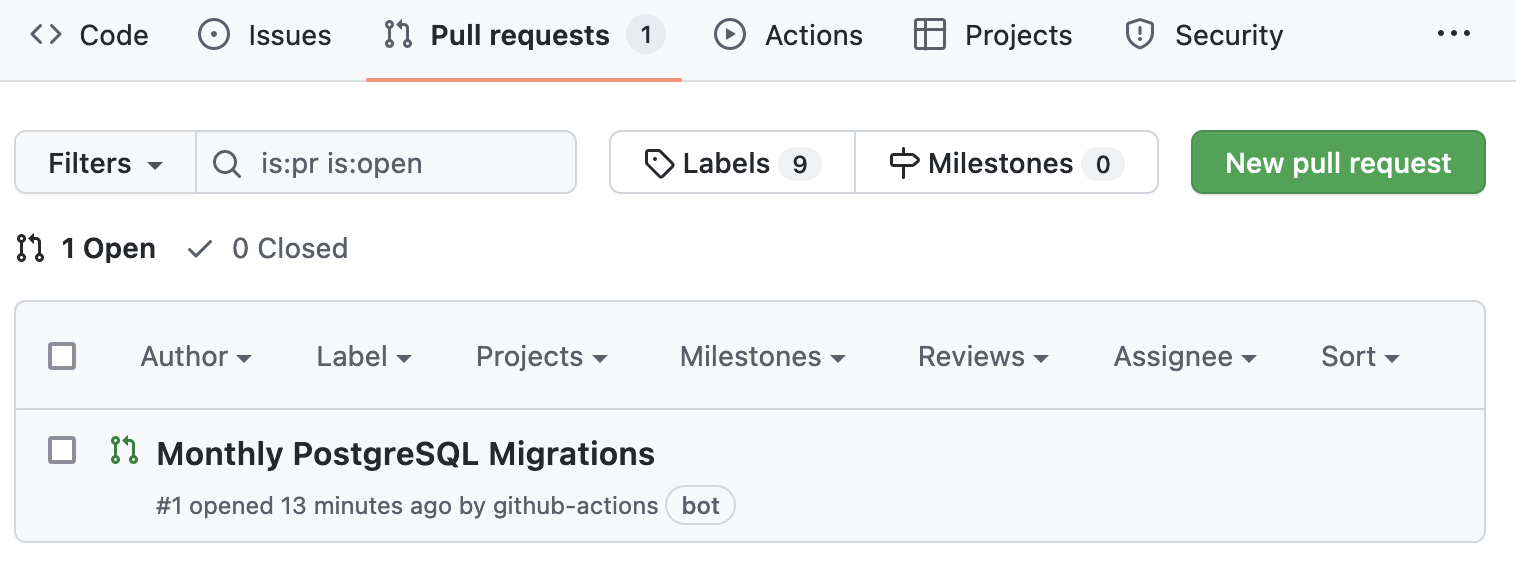 Code Issues Pull requests 1 Actions Projects Security
Filters is:pr is:open Labels 9 Milestones 0 New pull request
1 Open 0 Closed
Author Label Projects Milestones Reviews Assignee Sort
Monthly PostgreSQL Migrations
#1 opened 13 minutes ago by github-actions bot